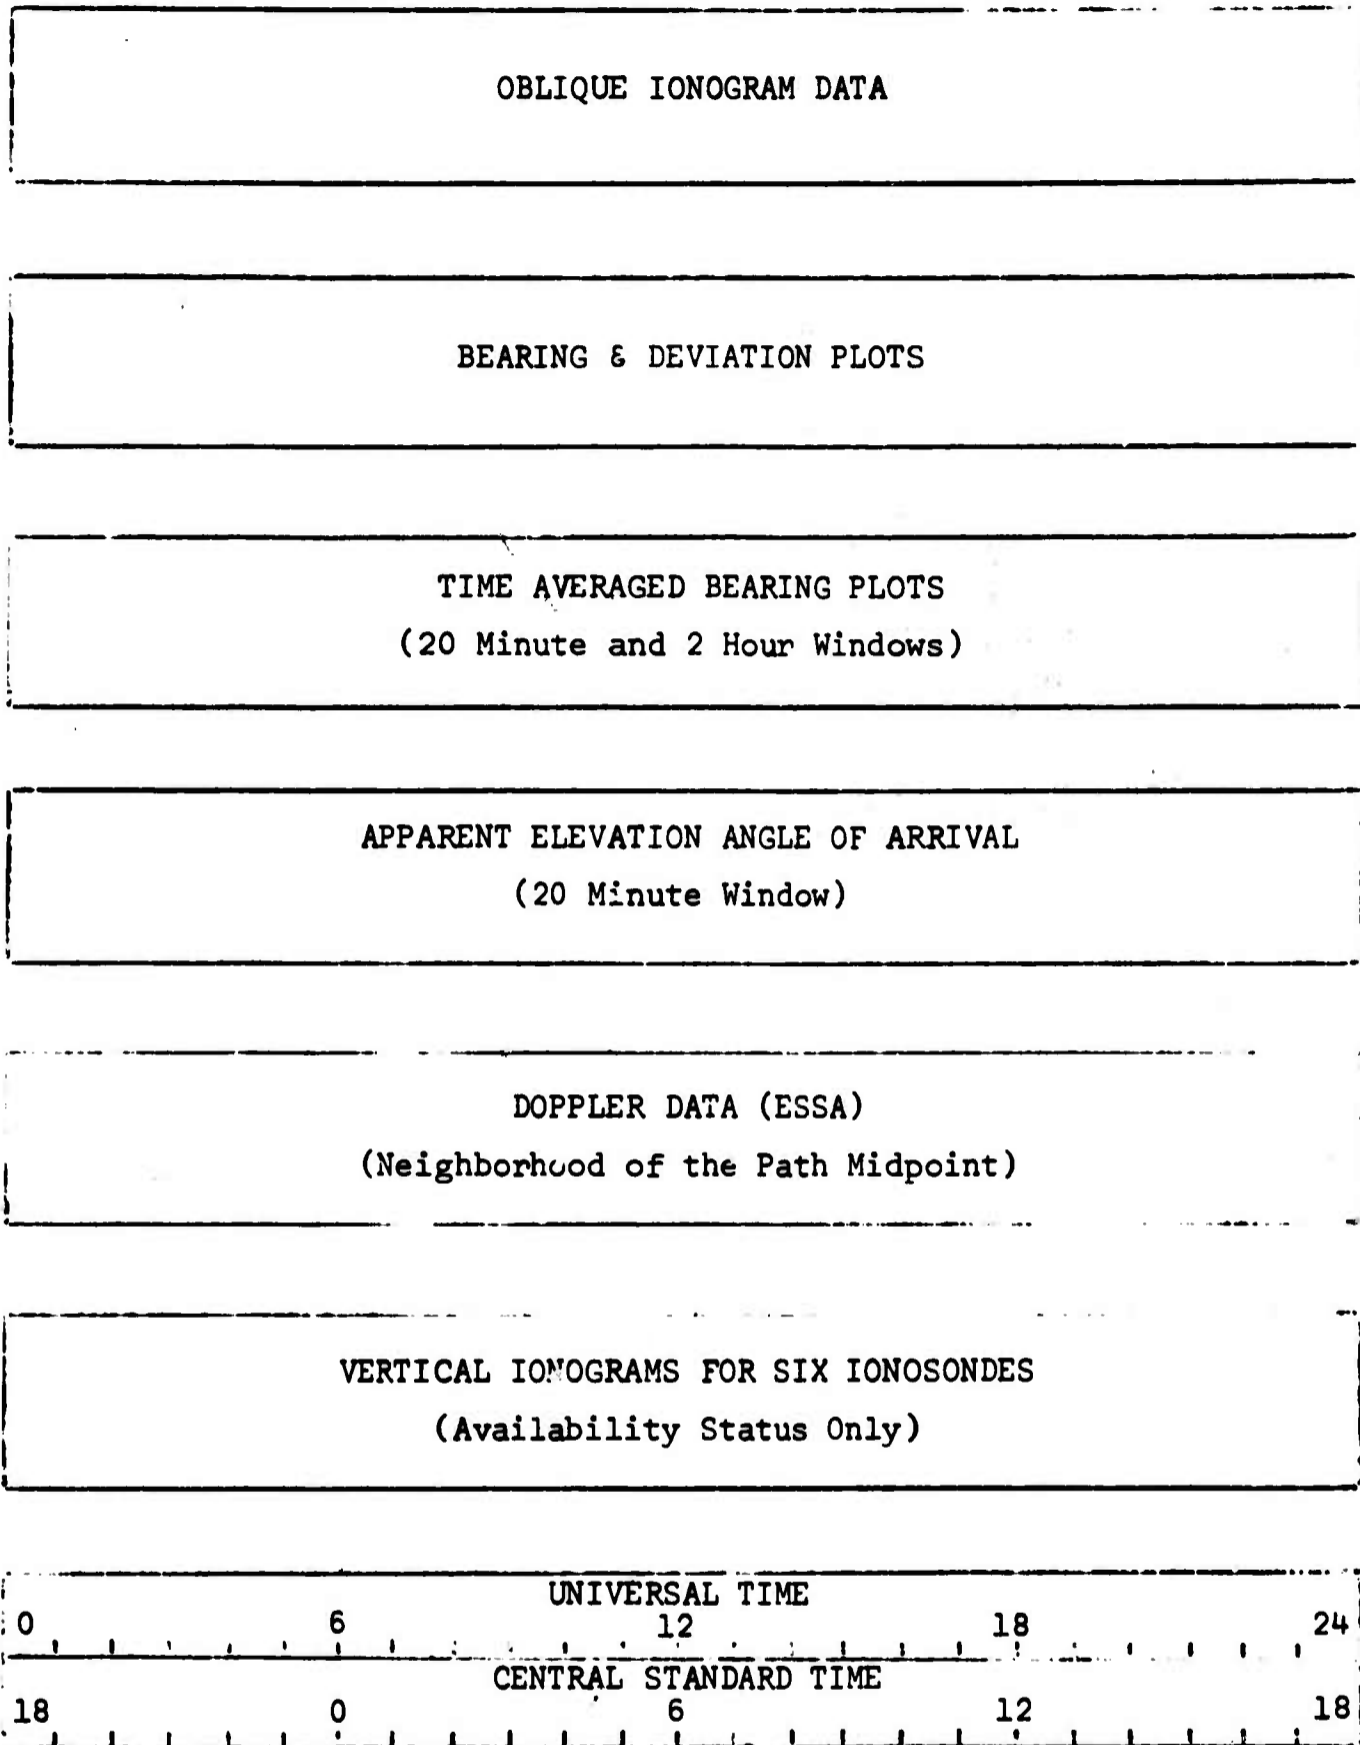 OBLIQUE IONOGRAM DATA
BEARING & DEVIATION PLOTS
TIME AVERAGED BEARING PLOTS
(20 Minute and 2 Hour Windows)
APPARENT ELEVATION ANGLE OF ARRIVAL
(20 Minute Window)
DOPPLER DATA (ESSA)
(Neighborhood of the Path Midpoint)
VERTICAL IONOGRAMS FOR SIX IONOSONDES
(Availability Status Only)
UNIVERSAL TIME
0 6 12 18 24
CENTRAL STANDARD TIME
18 0 6 12 18